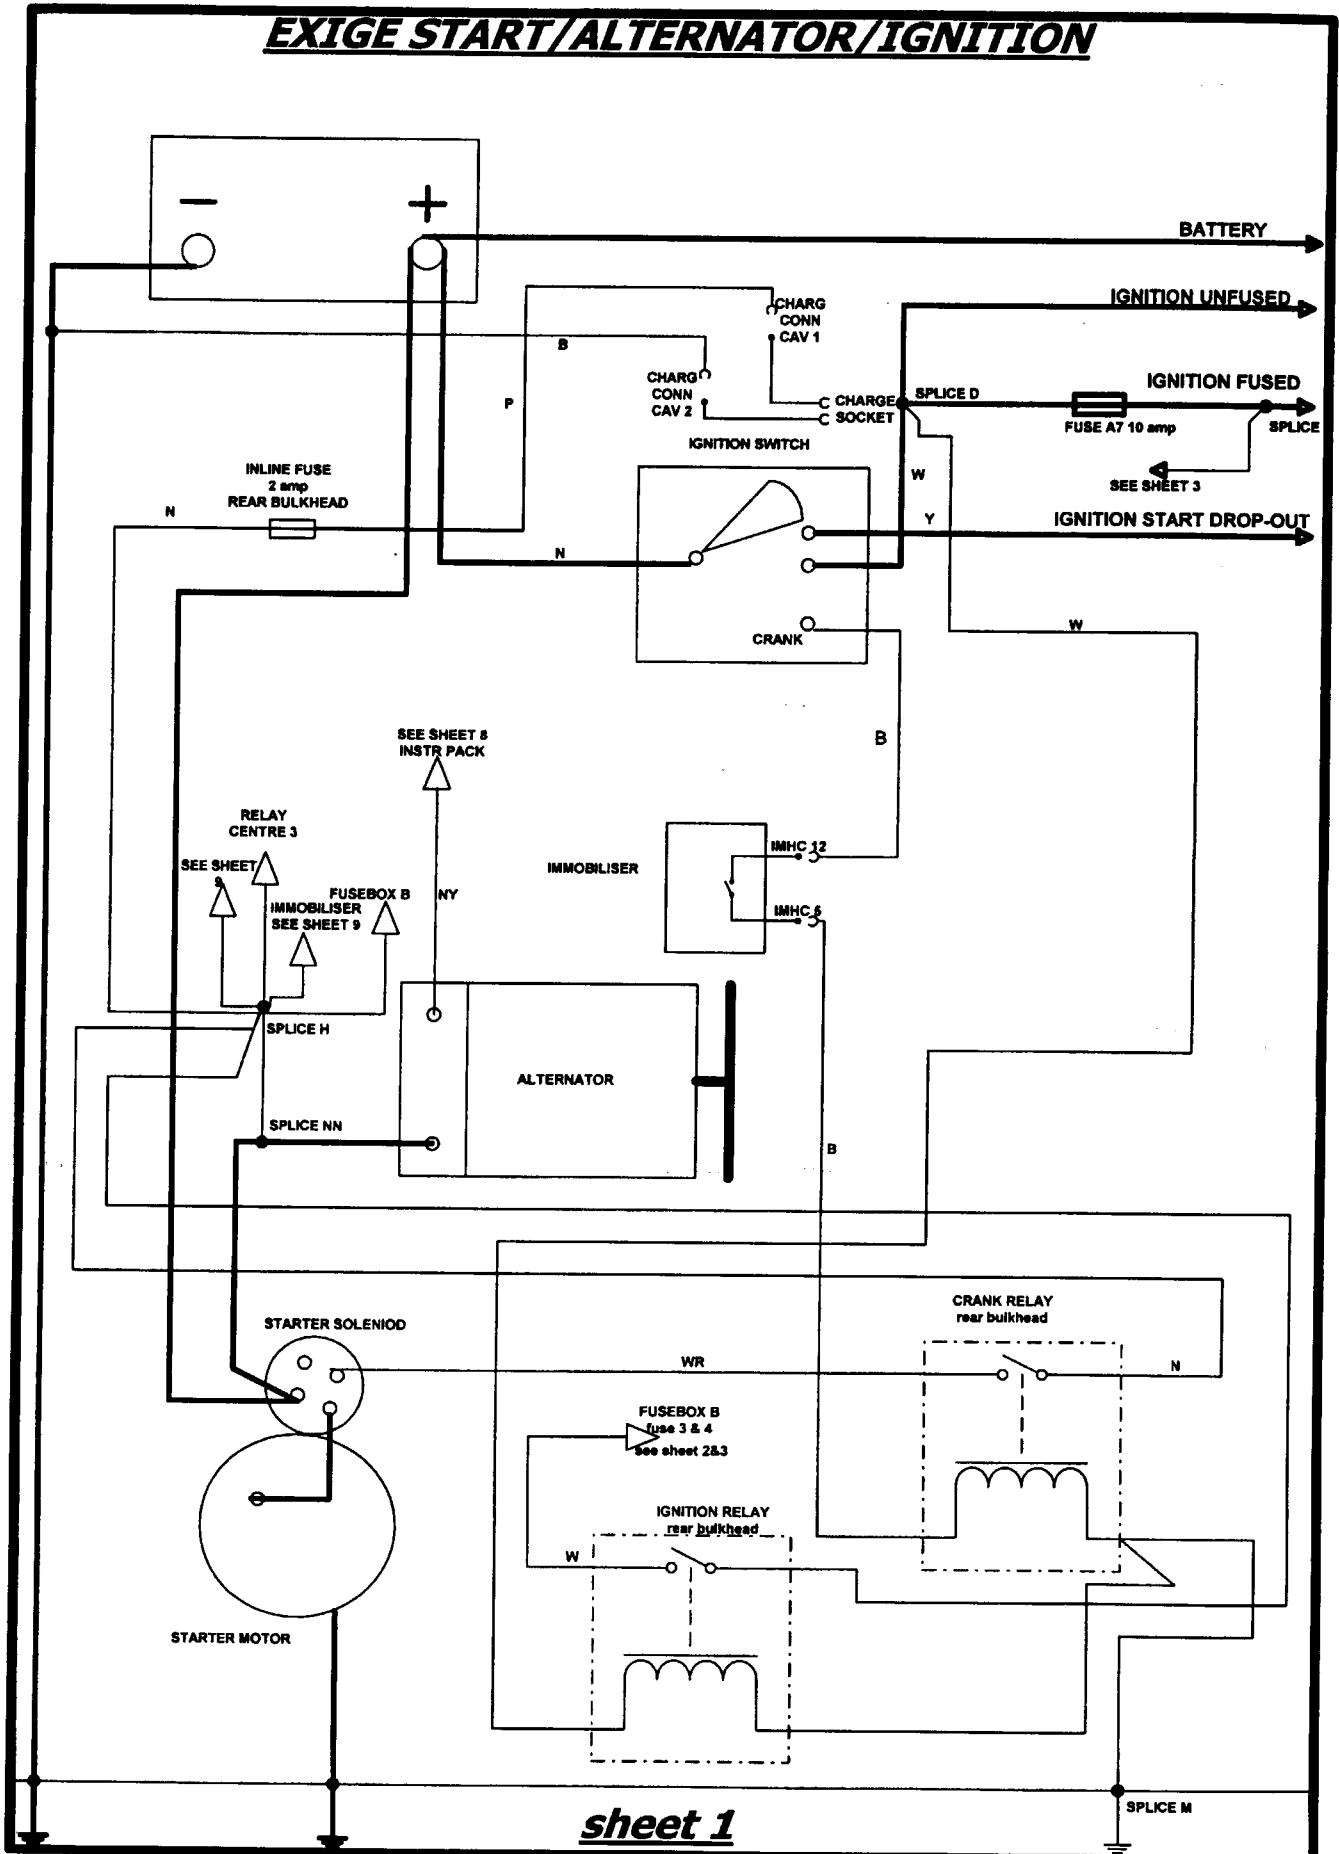 EXIGE START/ALTERNATOR/IGNITION
− +
BATTERY
IGNITION UNFUSED
CHARG
CONN
CAV 1
B
CHARG
CONN
CAV 2
CHARGE
SOCKET
SPLICE D
IGNITION FUSED
FUSE A7 10 amp
SPLICE
SEE SHEET 3
P
IGNITION SWITCH
INLINE FUSE
2 amp
REAR BULKHEAD
N
W
Y
IGNITION START DROP-OUT
N
CRANK
W
B
SEE SHEET 8
INSTR PACK
RELAY
CENTRE 3
SEE SHEET
9
FUSEBOX B
IMMOBILISER
SEE SHEET 9
NY
IMMOBILISER
IMHC 12
IMHC 6
SPLICE H
ALTERNATOR
SPLICE NN
B
STARTER SOLENIOD
CRANK RELAY
rear bulkhead
WR
N
FUSEBOX B
fuse 3 & 4
see sheet 2&3
IGNITION RELAY
rear bulkhead
W
STARTER MOTOR
SPLICE M
sheet 1